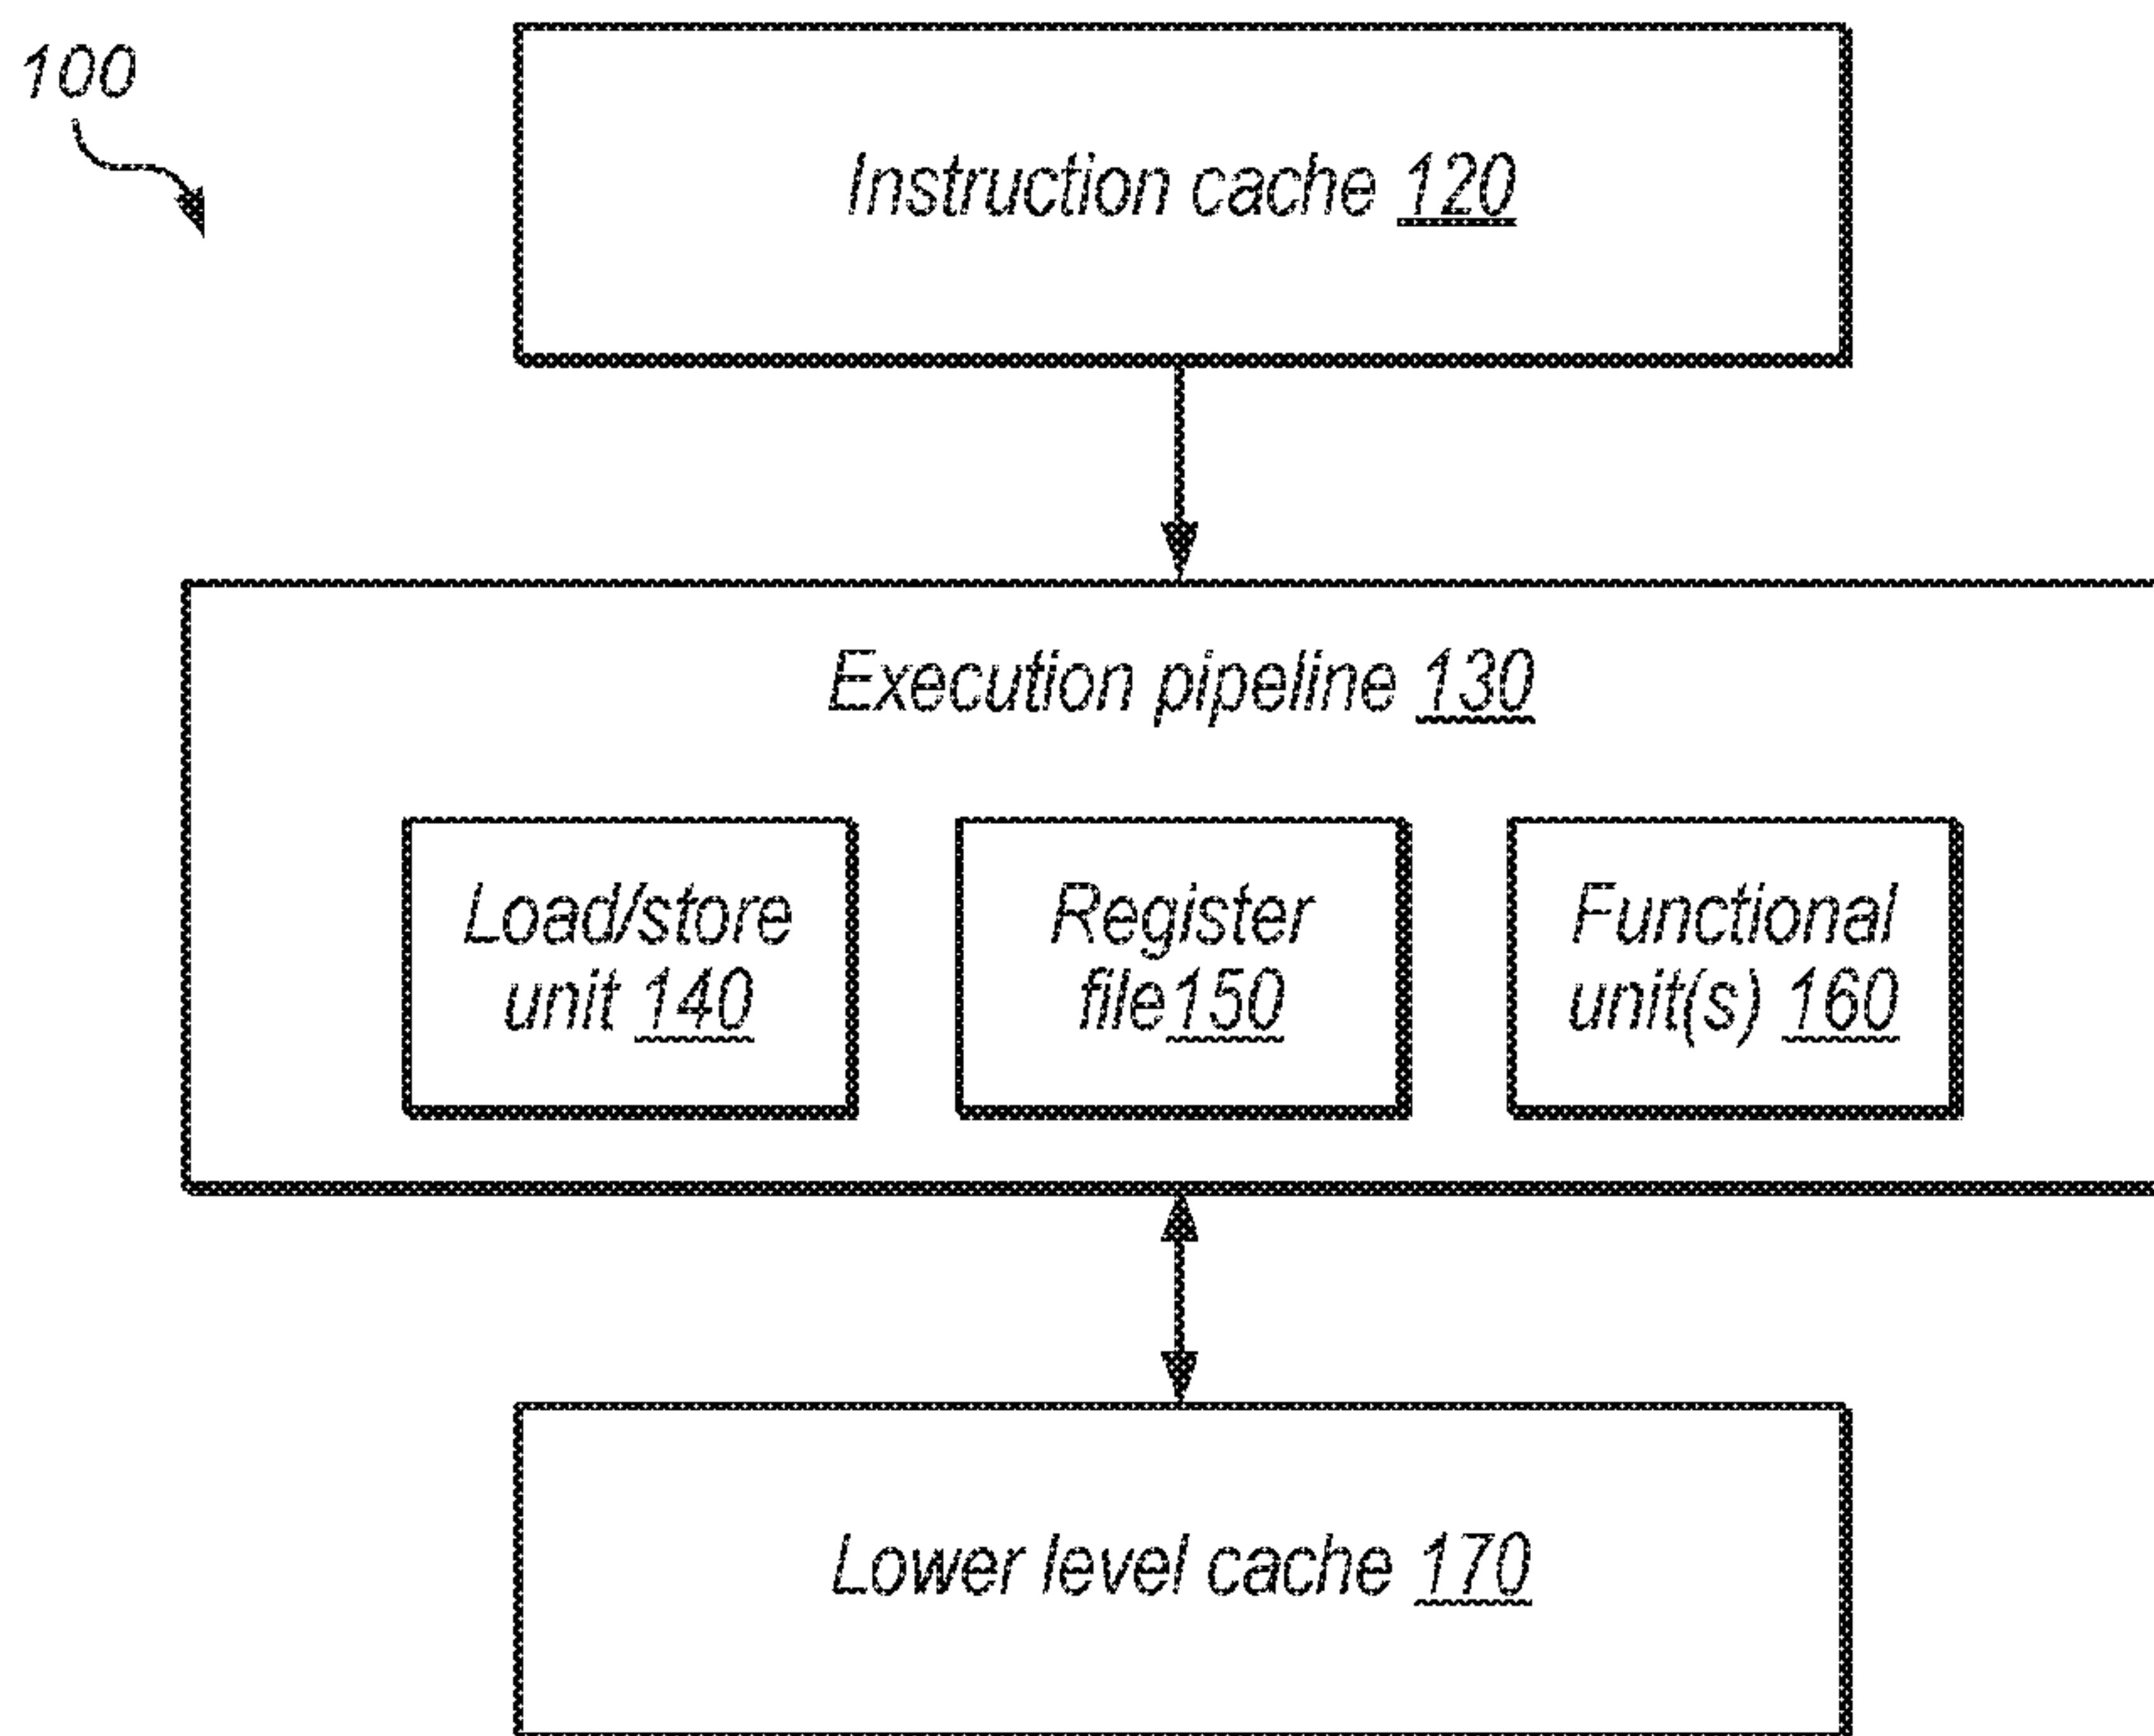 100
Instruction cache 120
Execution pipeline 130
Load/store
unit 140
Register
file150
Functional
unit(s) 160
Lower level cache 170